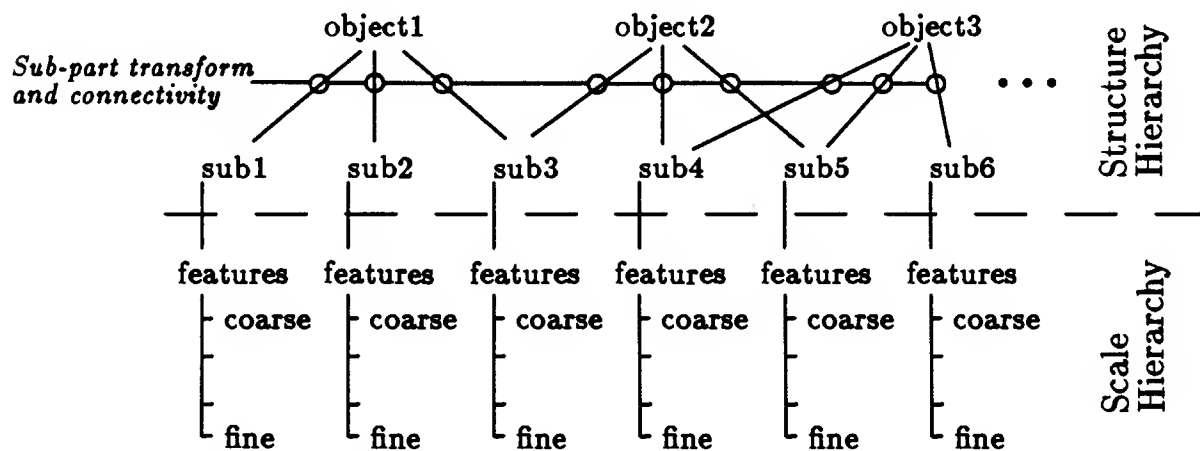 object1 object2 object3
Sub-part transform
and connectivity
sub1 sub2 sub3 sub4 sub5 sub6
Structure
Hierarchy
features features features features features features
coarse coarse coarse coarse coarse coarse
fine fine fine fine fine fine
Scale
Hierarchy